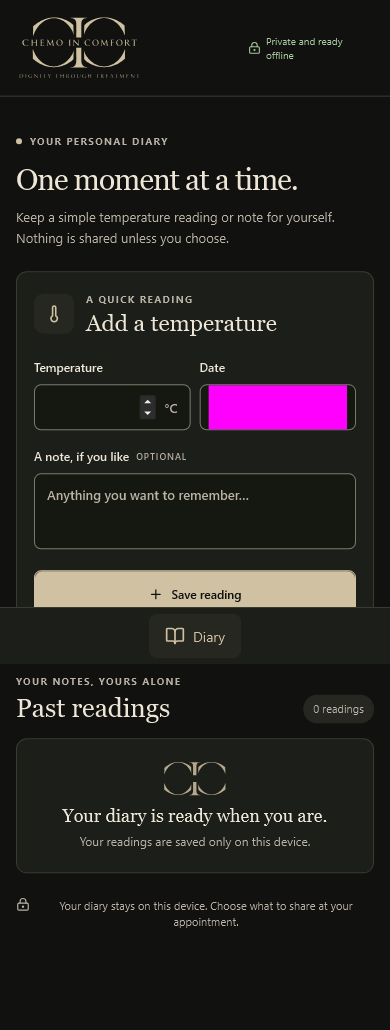 CHEMO IN COMFORT
DIGNITY THROUGH TREATMENT
Private and ready
offline
YOUR PERSONAL DIARY
One moment at a time.
Keep a simple temperature reading or note for yourself.
Nothing is shared unless you choose.
A QUICK READING
Add a temperature
Temperature
Date
°C
A note, if you like OPTIONAL
Anything you want to remember...
+ Save reading
Diary
YOUR NOTES, YOURS ALONE
Past readings
0 readings
Your diary is ready when you are.
Your readings are saved only on this device.
Your diary stays on this device. Choose what to share at your
appointment.